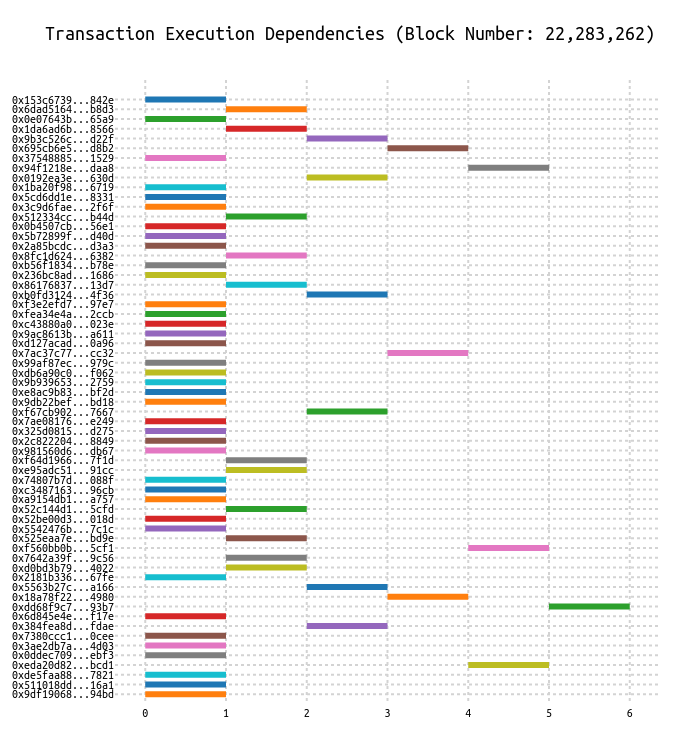 Transaction Execution Dependencies (Block Number: 22,283,262)
0x153c6739...842e
0x6dad5164...b8d3
0x0e07643b...65a9
0x1da6ad6b...8566
0x9b3c526c...d22f
0x695cb6e5...d8b2
0x37548885...1529
0x94f1218e...daa8
0x0192ea3e...630d
0x1ba20f98...6719
0x5cd6dd1e...8331
0x3c9d6fae...2f6f
0x512334cc...b44d
0x0b4507cb...56e1
0x5b72899f...d40d
0x2a85bcdc...d3a3
0x8fc1d624...6382
0xb56f1834...b78e
0x236bc8ad...1686
0x86176837...13d7
0xb0fd3124...4f36
0xf3e2efd7...97e7
0xfea34e4a...2ccb
0xc43880a0...023e
0x9ac8613b...a611
0xd127acad...0a96
0x7ac37c77...cc32
0x99af87ec...979c
0xdb6a90c0...f062
0x9b939653...2759
0xe8ac9b83...bf2d
0x9db22bef...bd18
0xf67cb902...7667
0x7ae08176...e249
0x325d0815...d275
0x2c822204...8849
0x981560d6...db67
0xf64d1966...7f1d
0xe95adc51...91cc
0x74807b7d...088f
0xc3487163...96cb
0xa9154db1...a757
0x52c144d1...5cfd
0x52be00d3...018d
0x5542476b...7c1c
0x525eaa7e...bd9e
0xf560bb0b...5cf1
0x7642a39f...9c56
0xd0bd3b79...4022
0x2181b336...67fe
0x5563b27c...a166
0x18a78f22...4980
0xdd68f9c7...93b7
0x6d845e4e...f17e
0x384fea8d...fdae
0x7380ccc1...0cee
0x3ae2db7a...4d03
0x0ddec709...ebf3
0xeda20d82...bcd1
0xde5faa88...7821
0x511018dd...16a1
0x9df19068...94bd
0 1 2 3 4 5 6